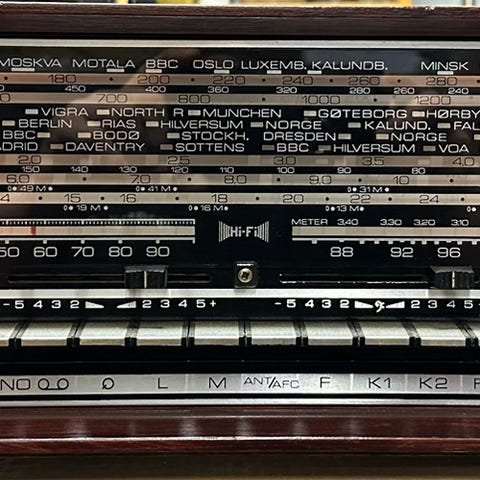 MOSKVA MOTALA BBC OSLO LUXEMB. KALUNDB. MINSK
180 200 220 240 260 280
450 400 360 320 280 240
700 800 1000 1200
VIGRA NORTH R MUNCHEN GØTEBORG HØRBY
BERLIN RIAS HILVERSUM NORGE KALUND. FAL
BBC BODØ STOCKH. DRESDEN NORGE
DRID DAVENTRY SOTTENS BBC HILVERSUM VOA
2.0 2.5 3.0 3.5 4.0
150 140 130 120 110 100 90 80
6.0 7.0 8.0 9.0 10
49 M 41 M 31 M
14 15 16 18 20 22 24
19 M 16 M 13 M
Hi-Fi METER 3.40 3.30 3.20 3.10
50 60 70 80 90 88 92 96
-5 4 3 2 2 3 4 5+ -5 4 3 2 2 3 4 5
NO L M ANT/AFC F K1 K2